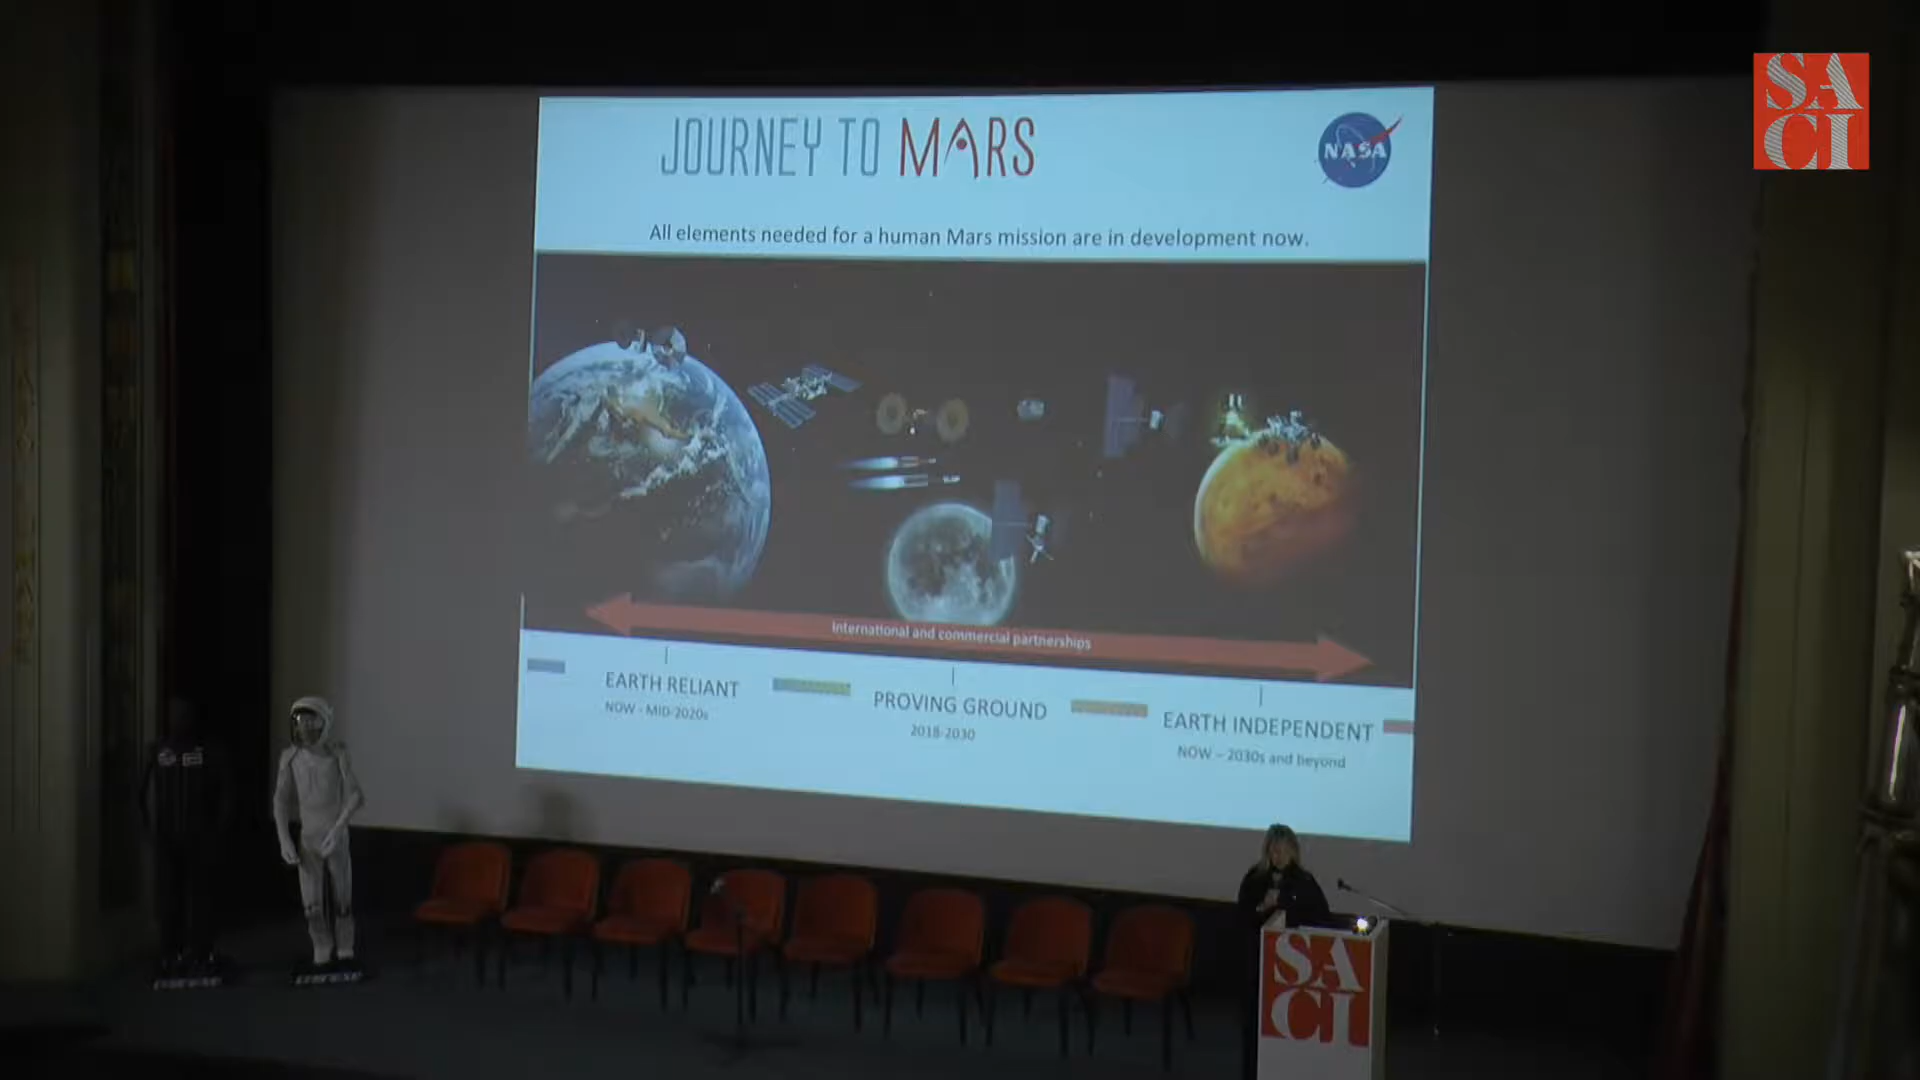 SA
CI
JOURNEY TO MARS
NASA
All elements needed for a human Mars mission are in development now.
International and commercial partnerships
EARTH RELIANT
NOW - MID-2020s
PROVING GROUND
2018-2030
EARTH INDEPENDENT
NOW – 2030s and beyond
SA
CI